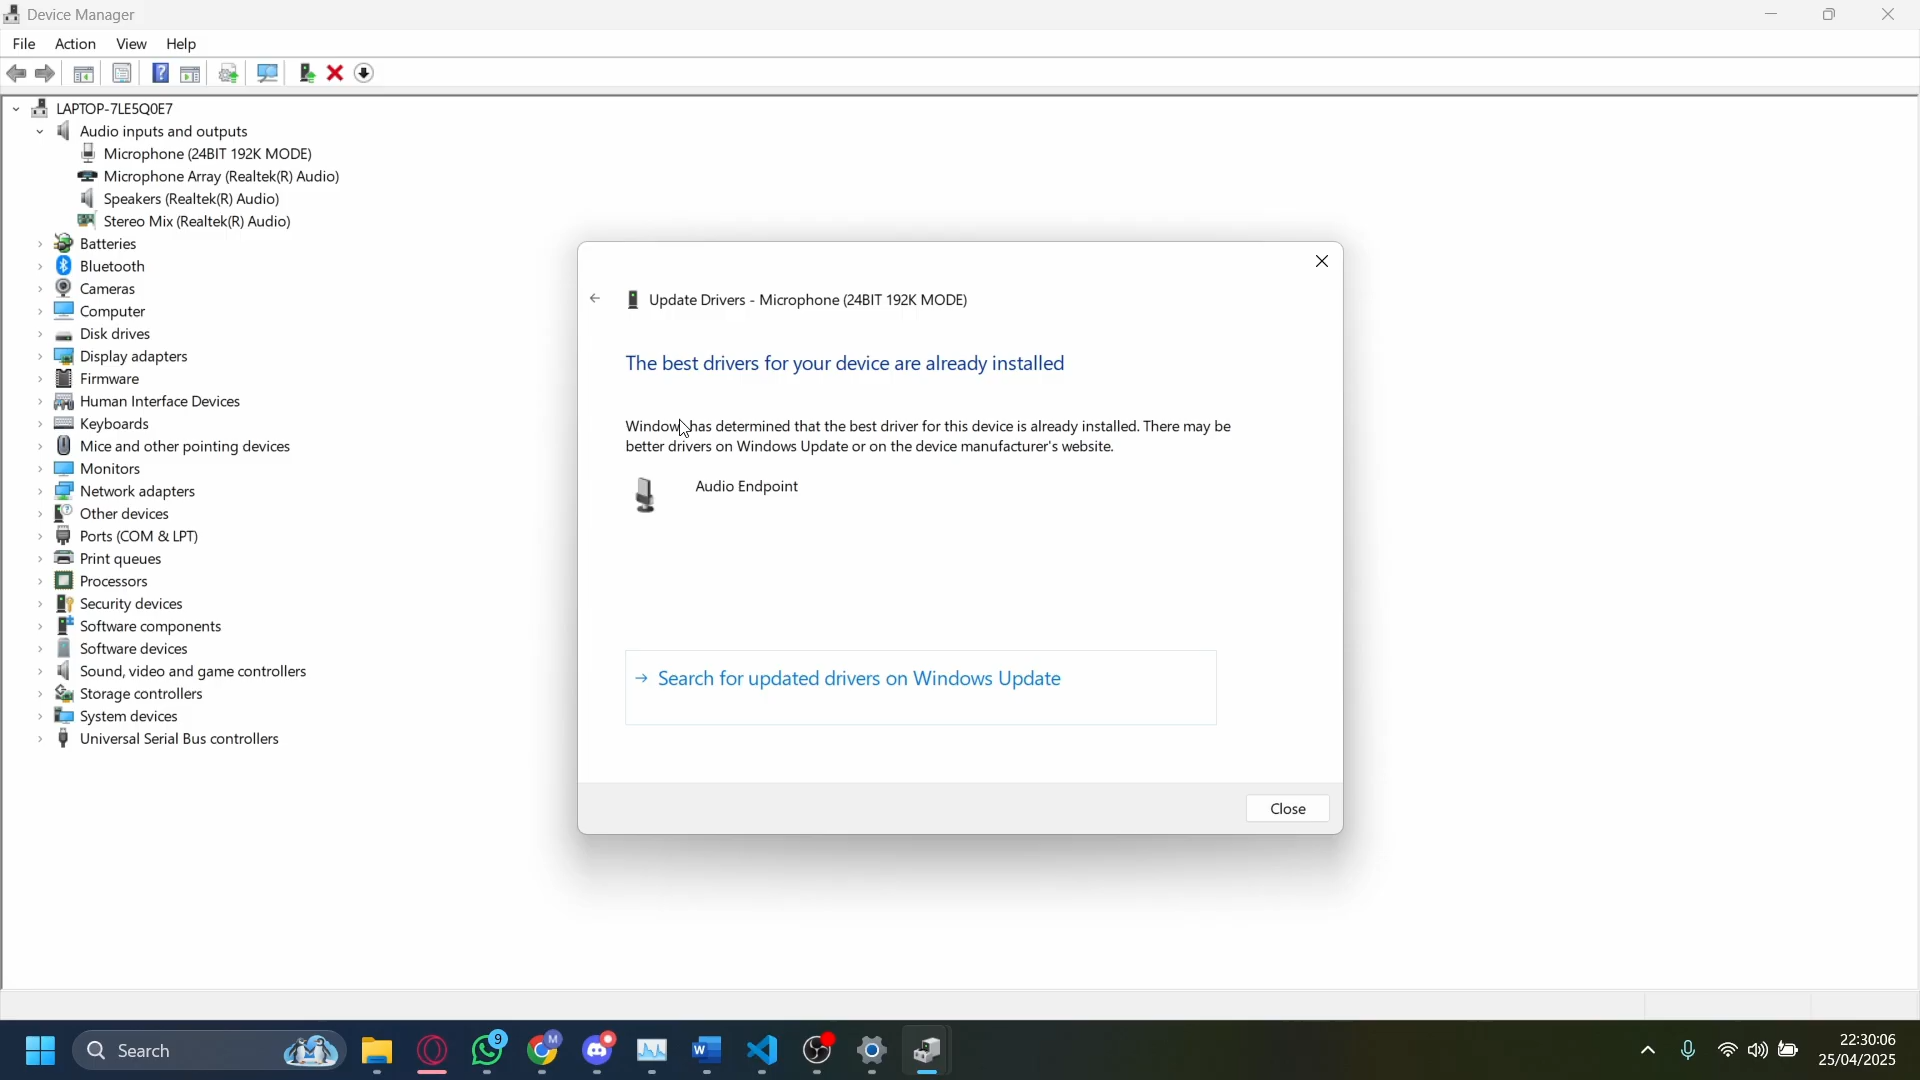 Device Manager
File Action View Help
LAPTOP-7LE5Q0E7
Audio inputs and outputs
Microphone (24BIT 192K MODE)
Microphone Array (Realtek(R) Audio)
Speakers (Realtek(R) Audio)
Stereo Mix (Realtek(R) Audio)
Batteries
Bluetooth
Cameras
Computer
Disk drives
Display adapters
Firmware
Human Interface Devices
Keyboards
Mice and other pointing devices
Monitors
Network adapters
Other devices
Ports (COM & LPT)
Print queues
Processors
Security devices
Software components
Software devices
Sound, video and game controllers
Storage controllers
System devices
Universal Serial Bus controllers
Update Drivers - Microphone (24BIT 192K MODE)
The best drivers for your device are already installed
Windows has determined that the best driver for this device is already installed. There may be
better drivers on Windows Update or on the device manufacturer's website.
Audio Endpoint
Search for updated drivers on Windows Update
Close
Search
9
M
22:30:06
25/04/2025